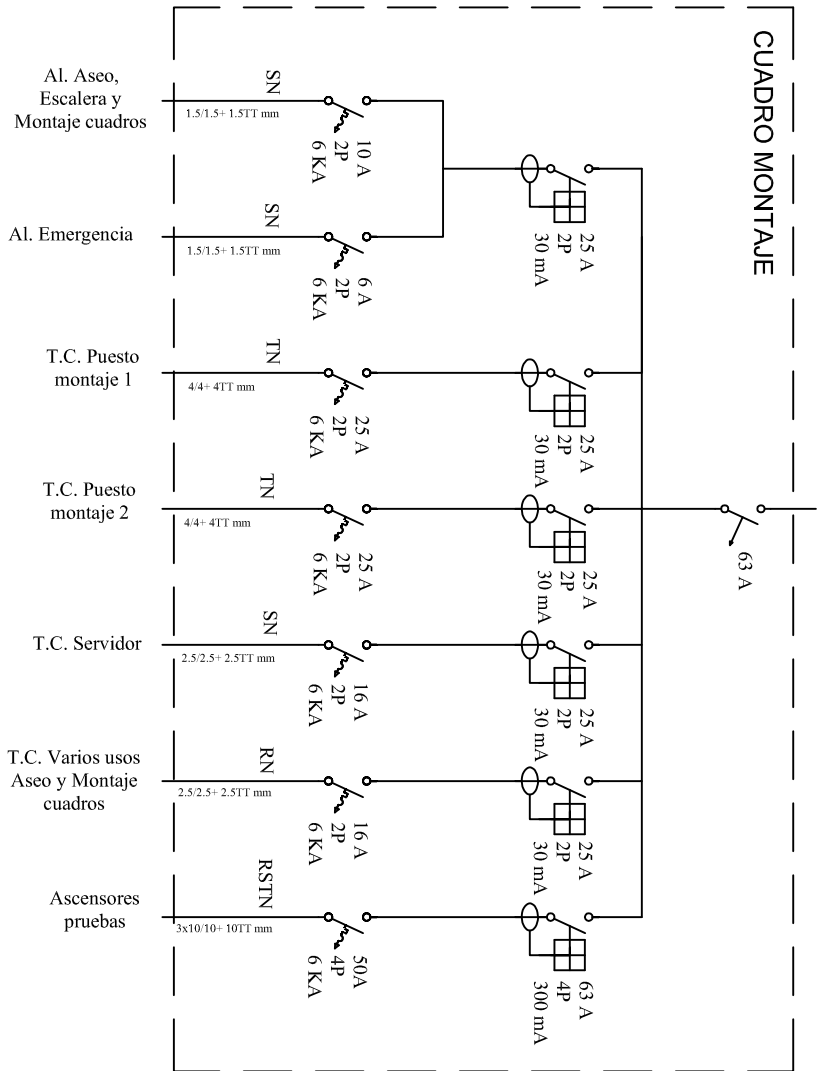 CUADRO MONTAJE
63 A
Al. Aseo,
Escalera y
Montaje cuadros
SN
1.5/1.5+ 1.5TT mm
10 A
2P
6 KA
25 A
2P
30 mA
Al. Emergencia
SN
1.5/1.5+ 1.5TT mm
6 A
2P
6 KA
T.C. Puesto
montaje 1
TN
4/4+ 4TT mm
25 A
2P
6 KA
25 A
2P
30 mA
T.C. Puesto
montaje 2
TN
4/4+ 4TT mm
25 A
2P
6 KA
25 A
2P
30 mA
T.C. Servidor
SN
2.5/2.5+ 2.5TT mm
16 A
2P
6 KA
25 A
2P
30 mA
T.C. Varios usos
Aseo y Montaje
cuadros
RN
2.5/2.5+ 2.5TT mm
16 A
2P
6 KA
25 A
2P
30 mA
Ascensores
pruebas
RSTN
3x10/10+ 10TT mm
50A
4P
6 KA
63 A
4P
300 mA